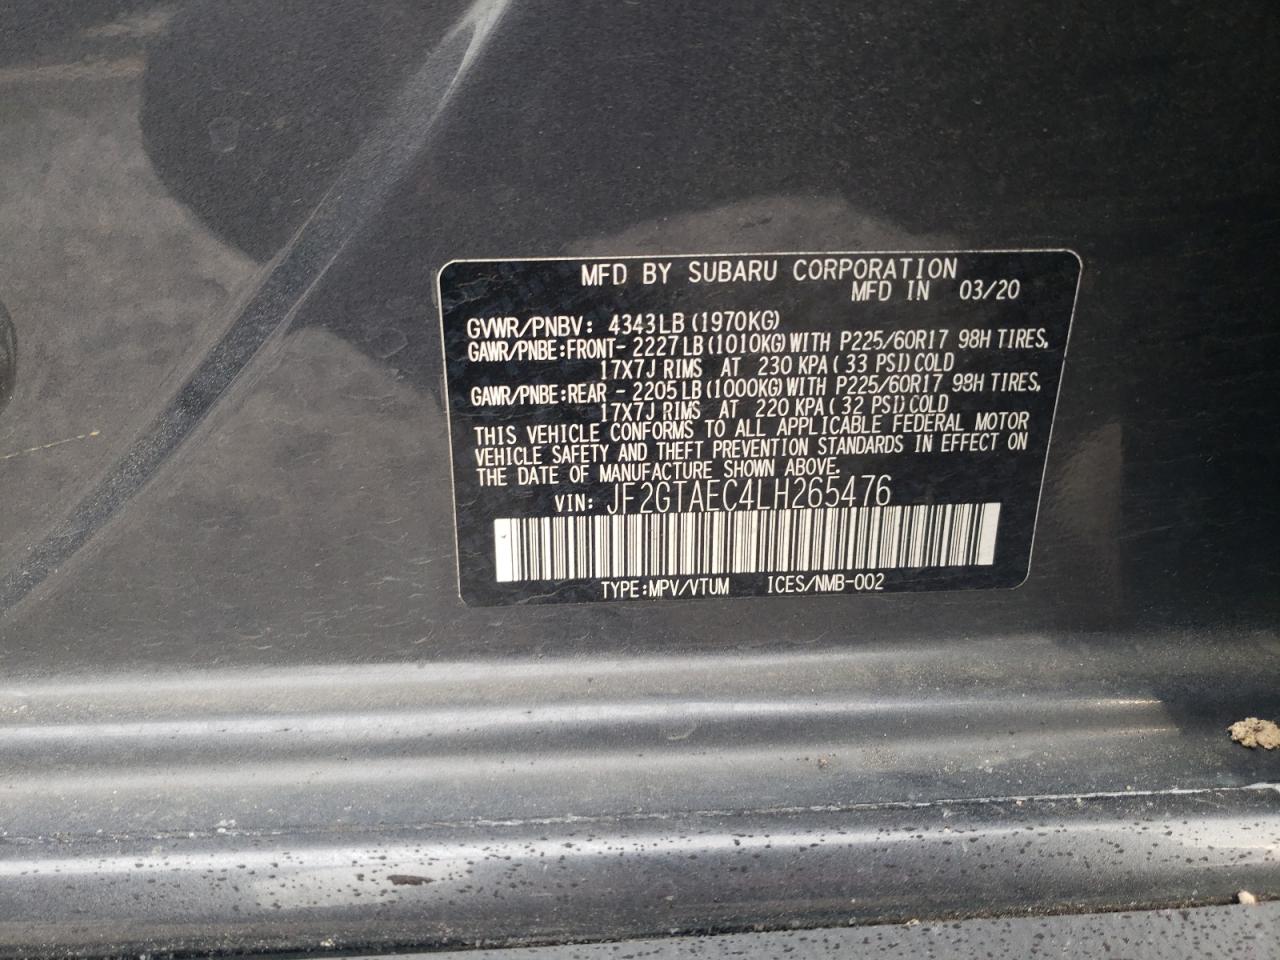 MFD BY SUBARU CORPORATION
MFD IN 03/20
GVWR/PNBV: 4343LB(1970KG)
GAWR/PNBE:FRONT-2227LB(1010KG)WITH P225/60R17 98H TIRES,
17X7J RIMS AT 230 KPA(33 PSI)COLD
GAWR/PNBE:REAR -2205LB(1000KG)WITH P225/60R17 98H TIRES,
17X7J RIMS AT 220 KPA(32 PSI)COLD
THIS VEHICLE CONFORMS TO ALL APPLICABLE FEDERAL MOTOR
VEHICLE SAFETY AND THEFT PREVENTION STANDARDS IN EFFECT ON
THE DATE OF MANUFACTURE SHOWN ABOVE.
VIN: JF2GTAEC4LH265476
TYPE:MPV/VTUM ICES/NMB-002